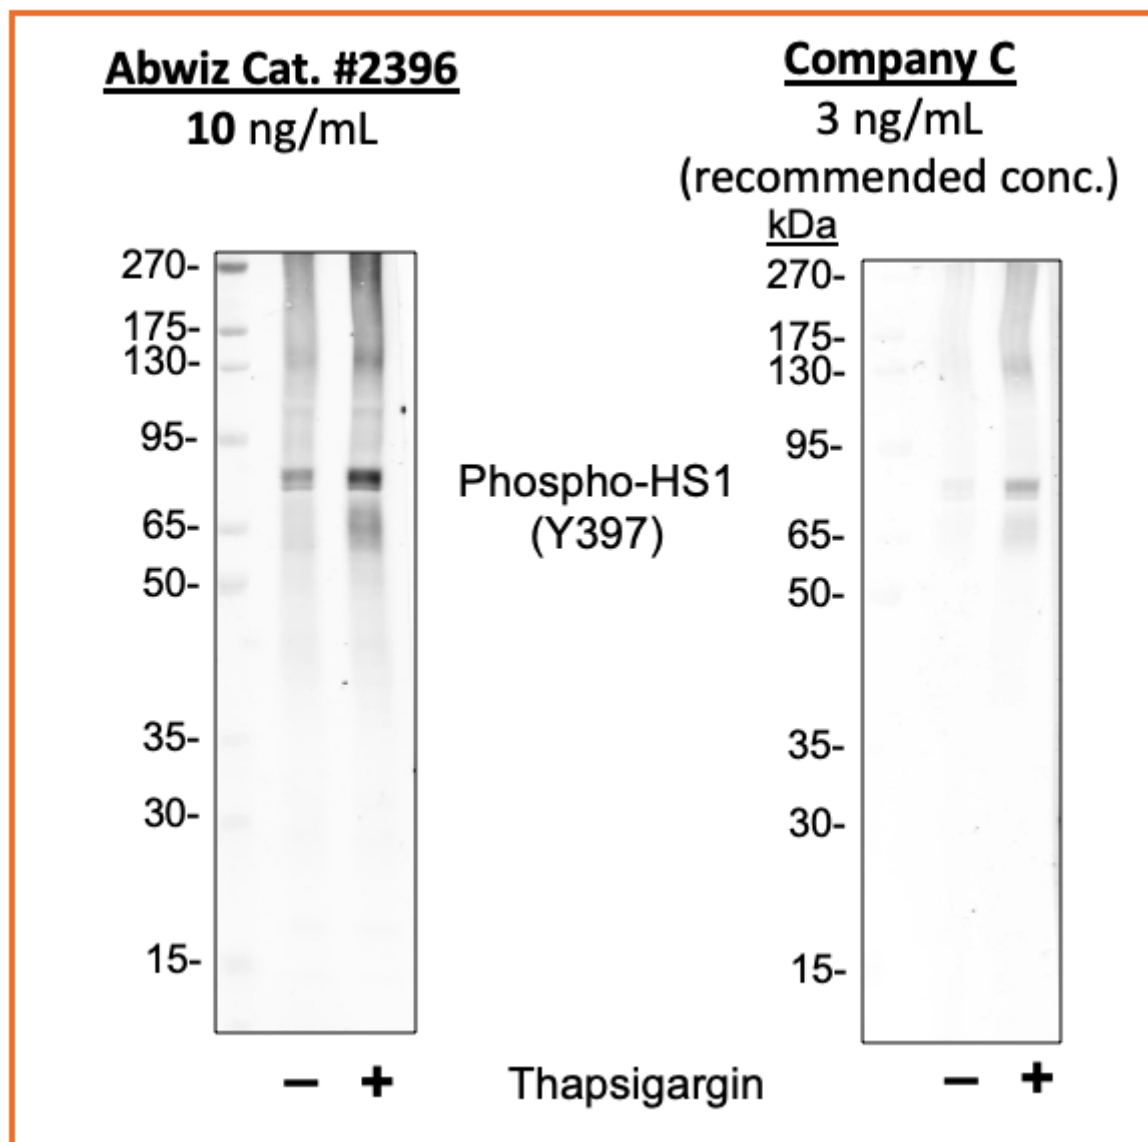 Abwiz Cat. #2396
10 ng/mL
Company C
3 ng/mL
(recommended conc.)
kDa
270-
175-
130-
95-
65-
50-
35-
30-
15-
Phospho-HS1
(Y397)
270-
175-
130-
95-
65-
50-
35-
30-
15-
− +
Thapsigargin
− +